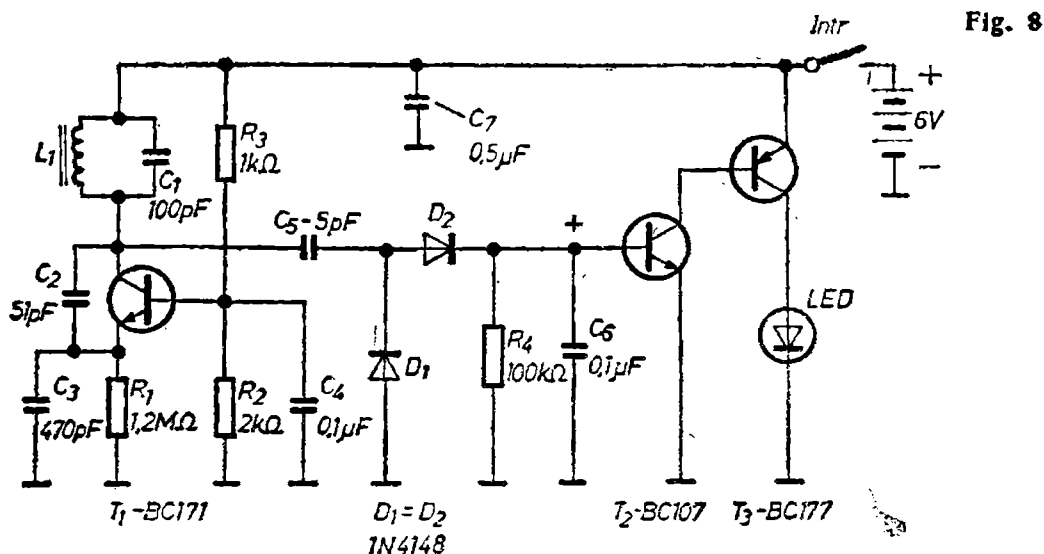 Fig. 8
Intr
+
6V
−
L1
C1
100pF
R3
1kΩ
C7
0,5µF
C5-5pF
D2
+
C2
51pF
LED
C3
470pF
R1
1,2MΩ
R2
2kΩ
C4
0,1µF
D1
R4
100kΩ
C6
0,1µF
T1-BC171
D1=D2
1N4148
T2-BC107
T3-BC177